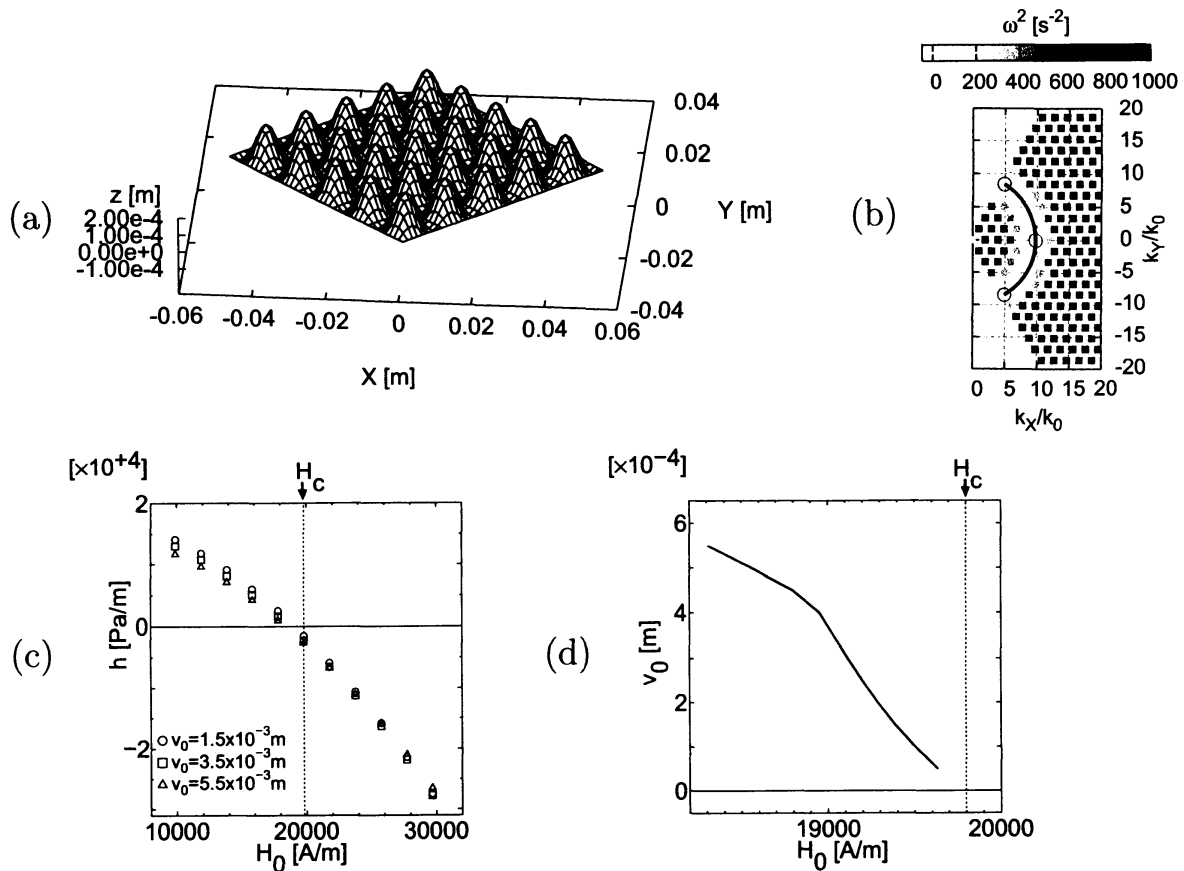 (a)
z [m]
2.00e-4
1.00e-4
0.00e+0
-1.00e-4
-0.06
-0.04
-0.02
0
0.02
0.04
0.06
X [m]
0.04
0.02
0
-0.02
-0.04
Y [m]
(b)
ω² [s⁻²]
0 200 400 600 800 1000
20
15
10
5
0
-5
-10
-15
-20
k_Y/k_0
0 5 10 15 20
k_X/k_0
(c)
[×10+4]
H_c
2
0
−2
h [Pa/m]
v_0=1.5x10⁻³m
v_0=3.5x10⁻³m
v_0=5.5x10⁻³m
10000 20000 30000
H_0 [A/m]
(d)
[×10−4]
H_c
6
4
2
0
v_0 [m]
19000 20000
H_0 [A/m]